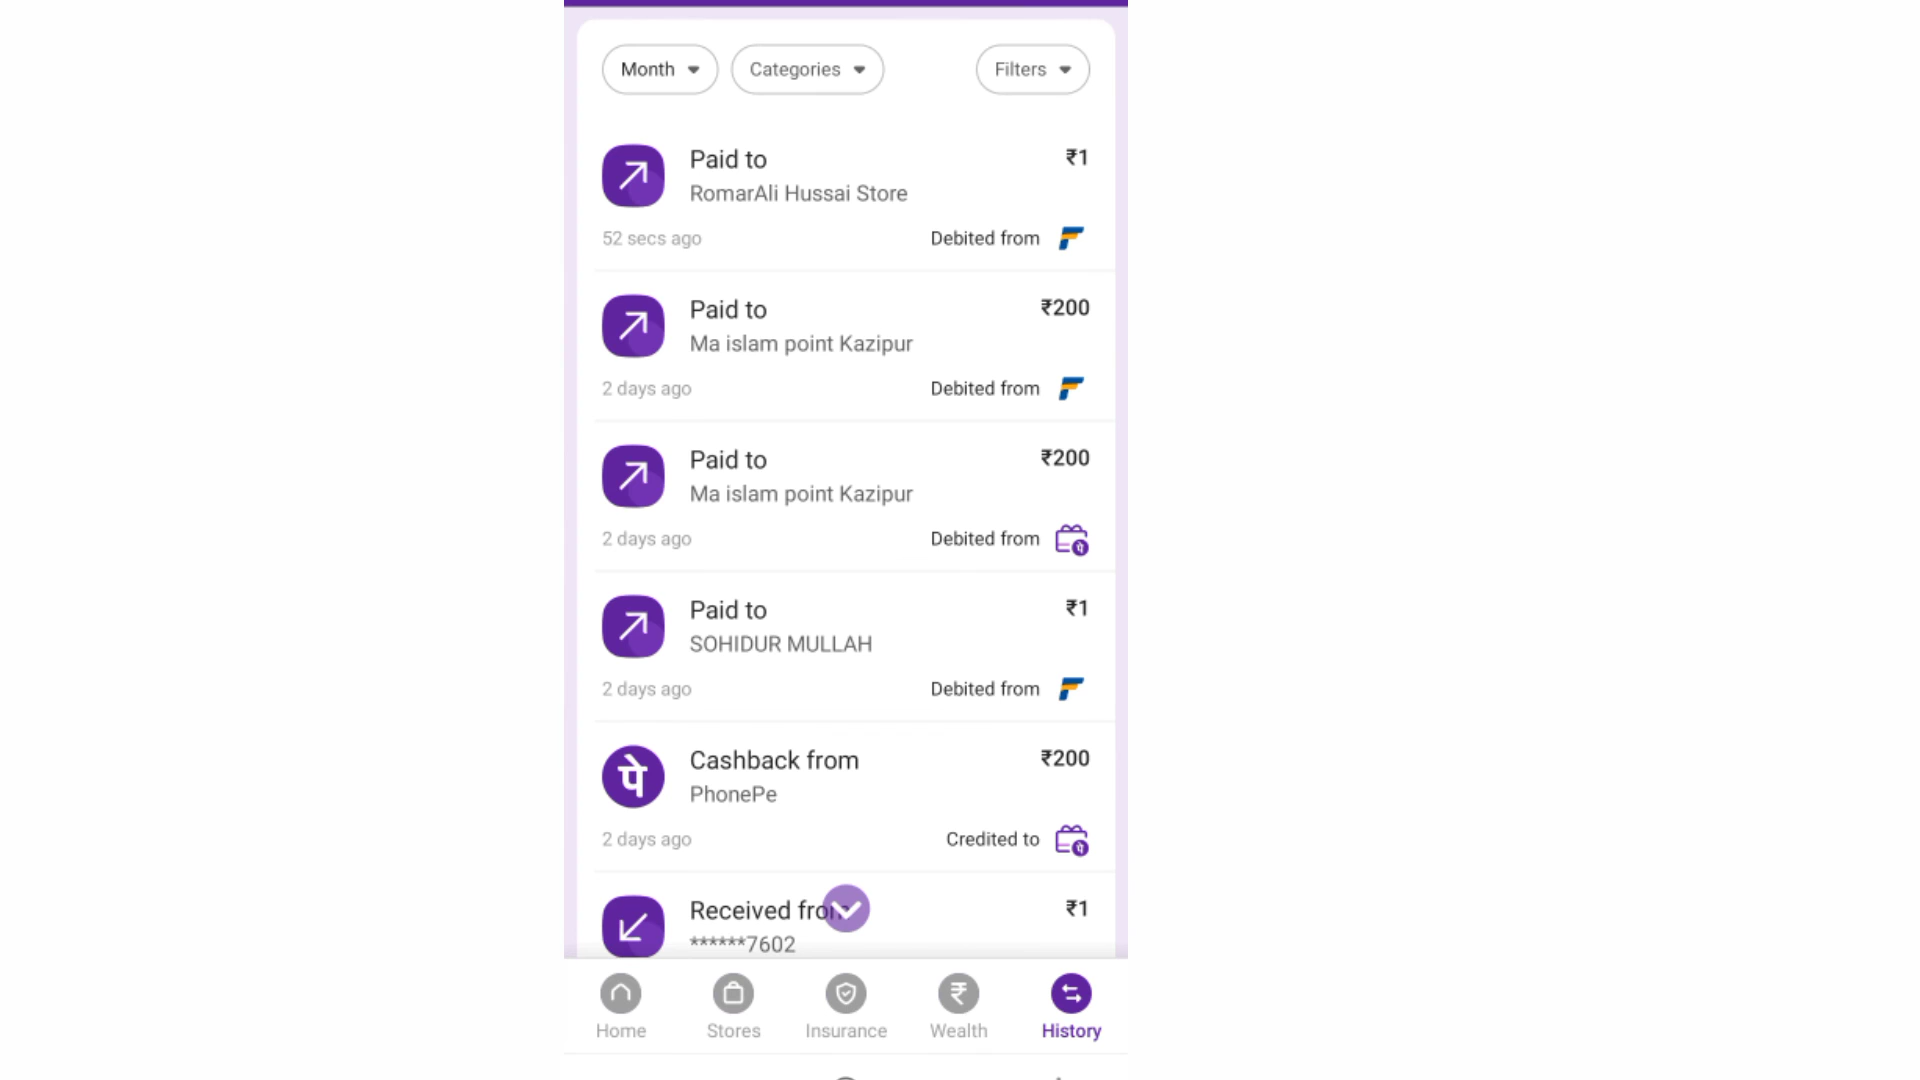 Month Categories Filters
Paid to ₹1
RomarAli Hussai Store
52 secs ago Debited from
Paid to ₹200
Ma islam point Kazipur
2 days ago Debited from
Paid to ₹200
Ma islam point Kazipur
2 days ago Debited from
पे
Paid to ₹1
SOHIDUR MULLAH
2 days ago Debited from
Cashback from ₹200
पे
PhonePe
2 days ago Credited to
पे
Received from ₹1
******7602
Home Stores Insurance Wealth History